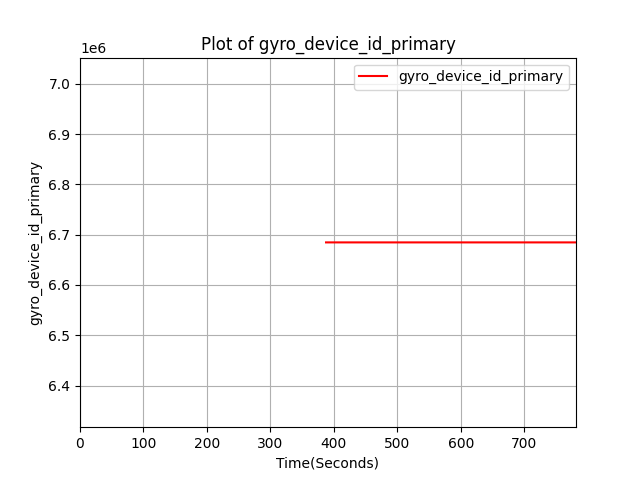 Plot of gyro_device_id_primary
1e6
gyro_device_id_primary
7.0
6.9
6.8
6.7
6.6
6.5
6.4
gyro_device_id_primary
0 100 200 300 400 500 600 700
Time(Seconds)